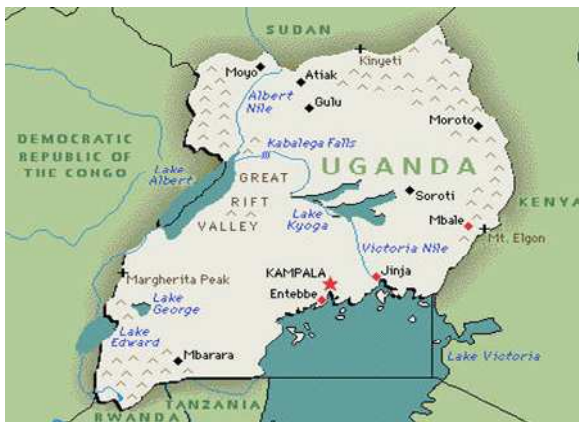 SUDAN
Kinyeti
Moyo
Atiak
Albert
Nile
Gulu
Moroto
DEMOCRATIC
REPUBLIC OF
THE CONGO
Kabalega Falls
Lake
Albert
GREAT
RIFT
VALLEY
UGANDA
Soroti
KENYA
Lake
Kyoga
Mbale
Mt. Elgon
Victoria Nile
KAMPALA
Jinja
Entebbe
Margherita Peak
Lake
George
Lake
Edward
Lake Victoria
Mbarara
TANZANIA
RWANDA